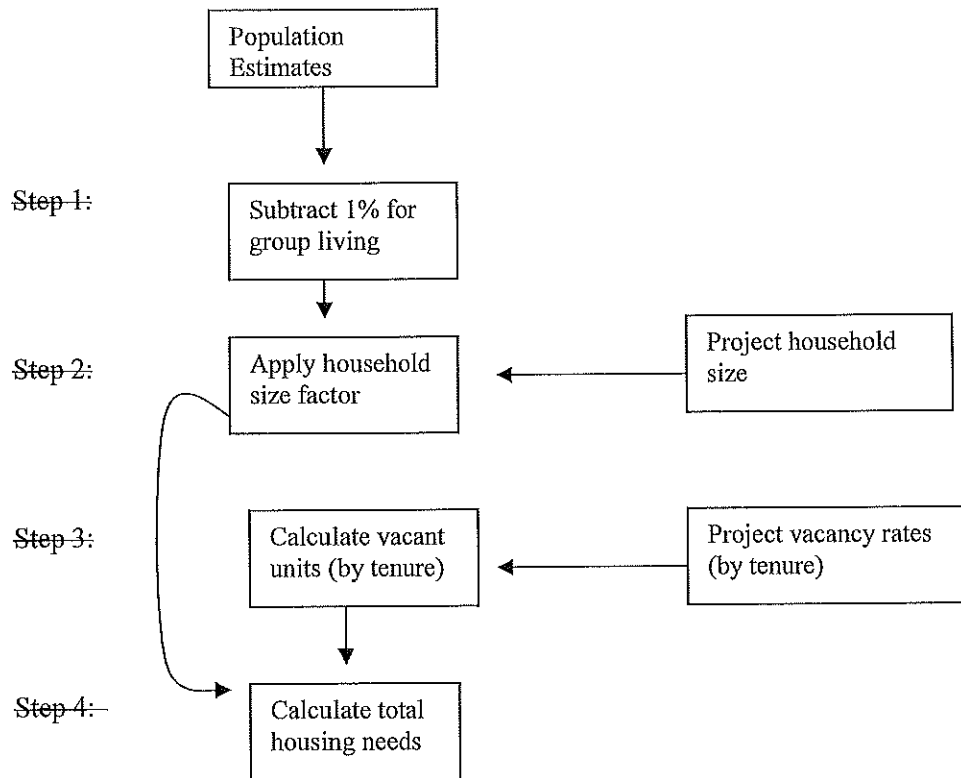 Population
Estimates
Step 1:
Subtract 1% for
group living
Step 2:
Apply household
size factor
Project household
size
Step 3:
Calculate vacant
units (by tenure)
Project vacancy rates
(by tenure)
Step 4:
Calculate total
housing needs